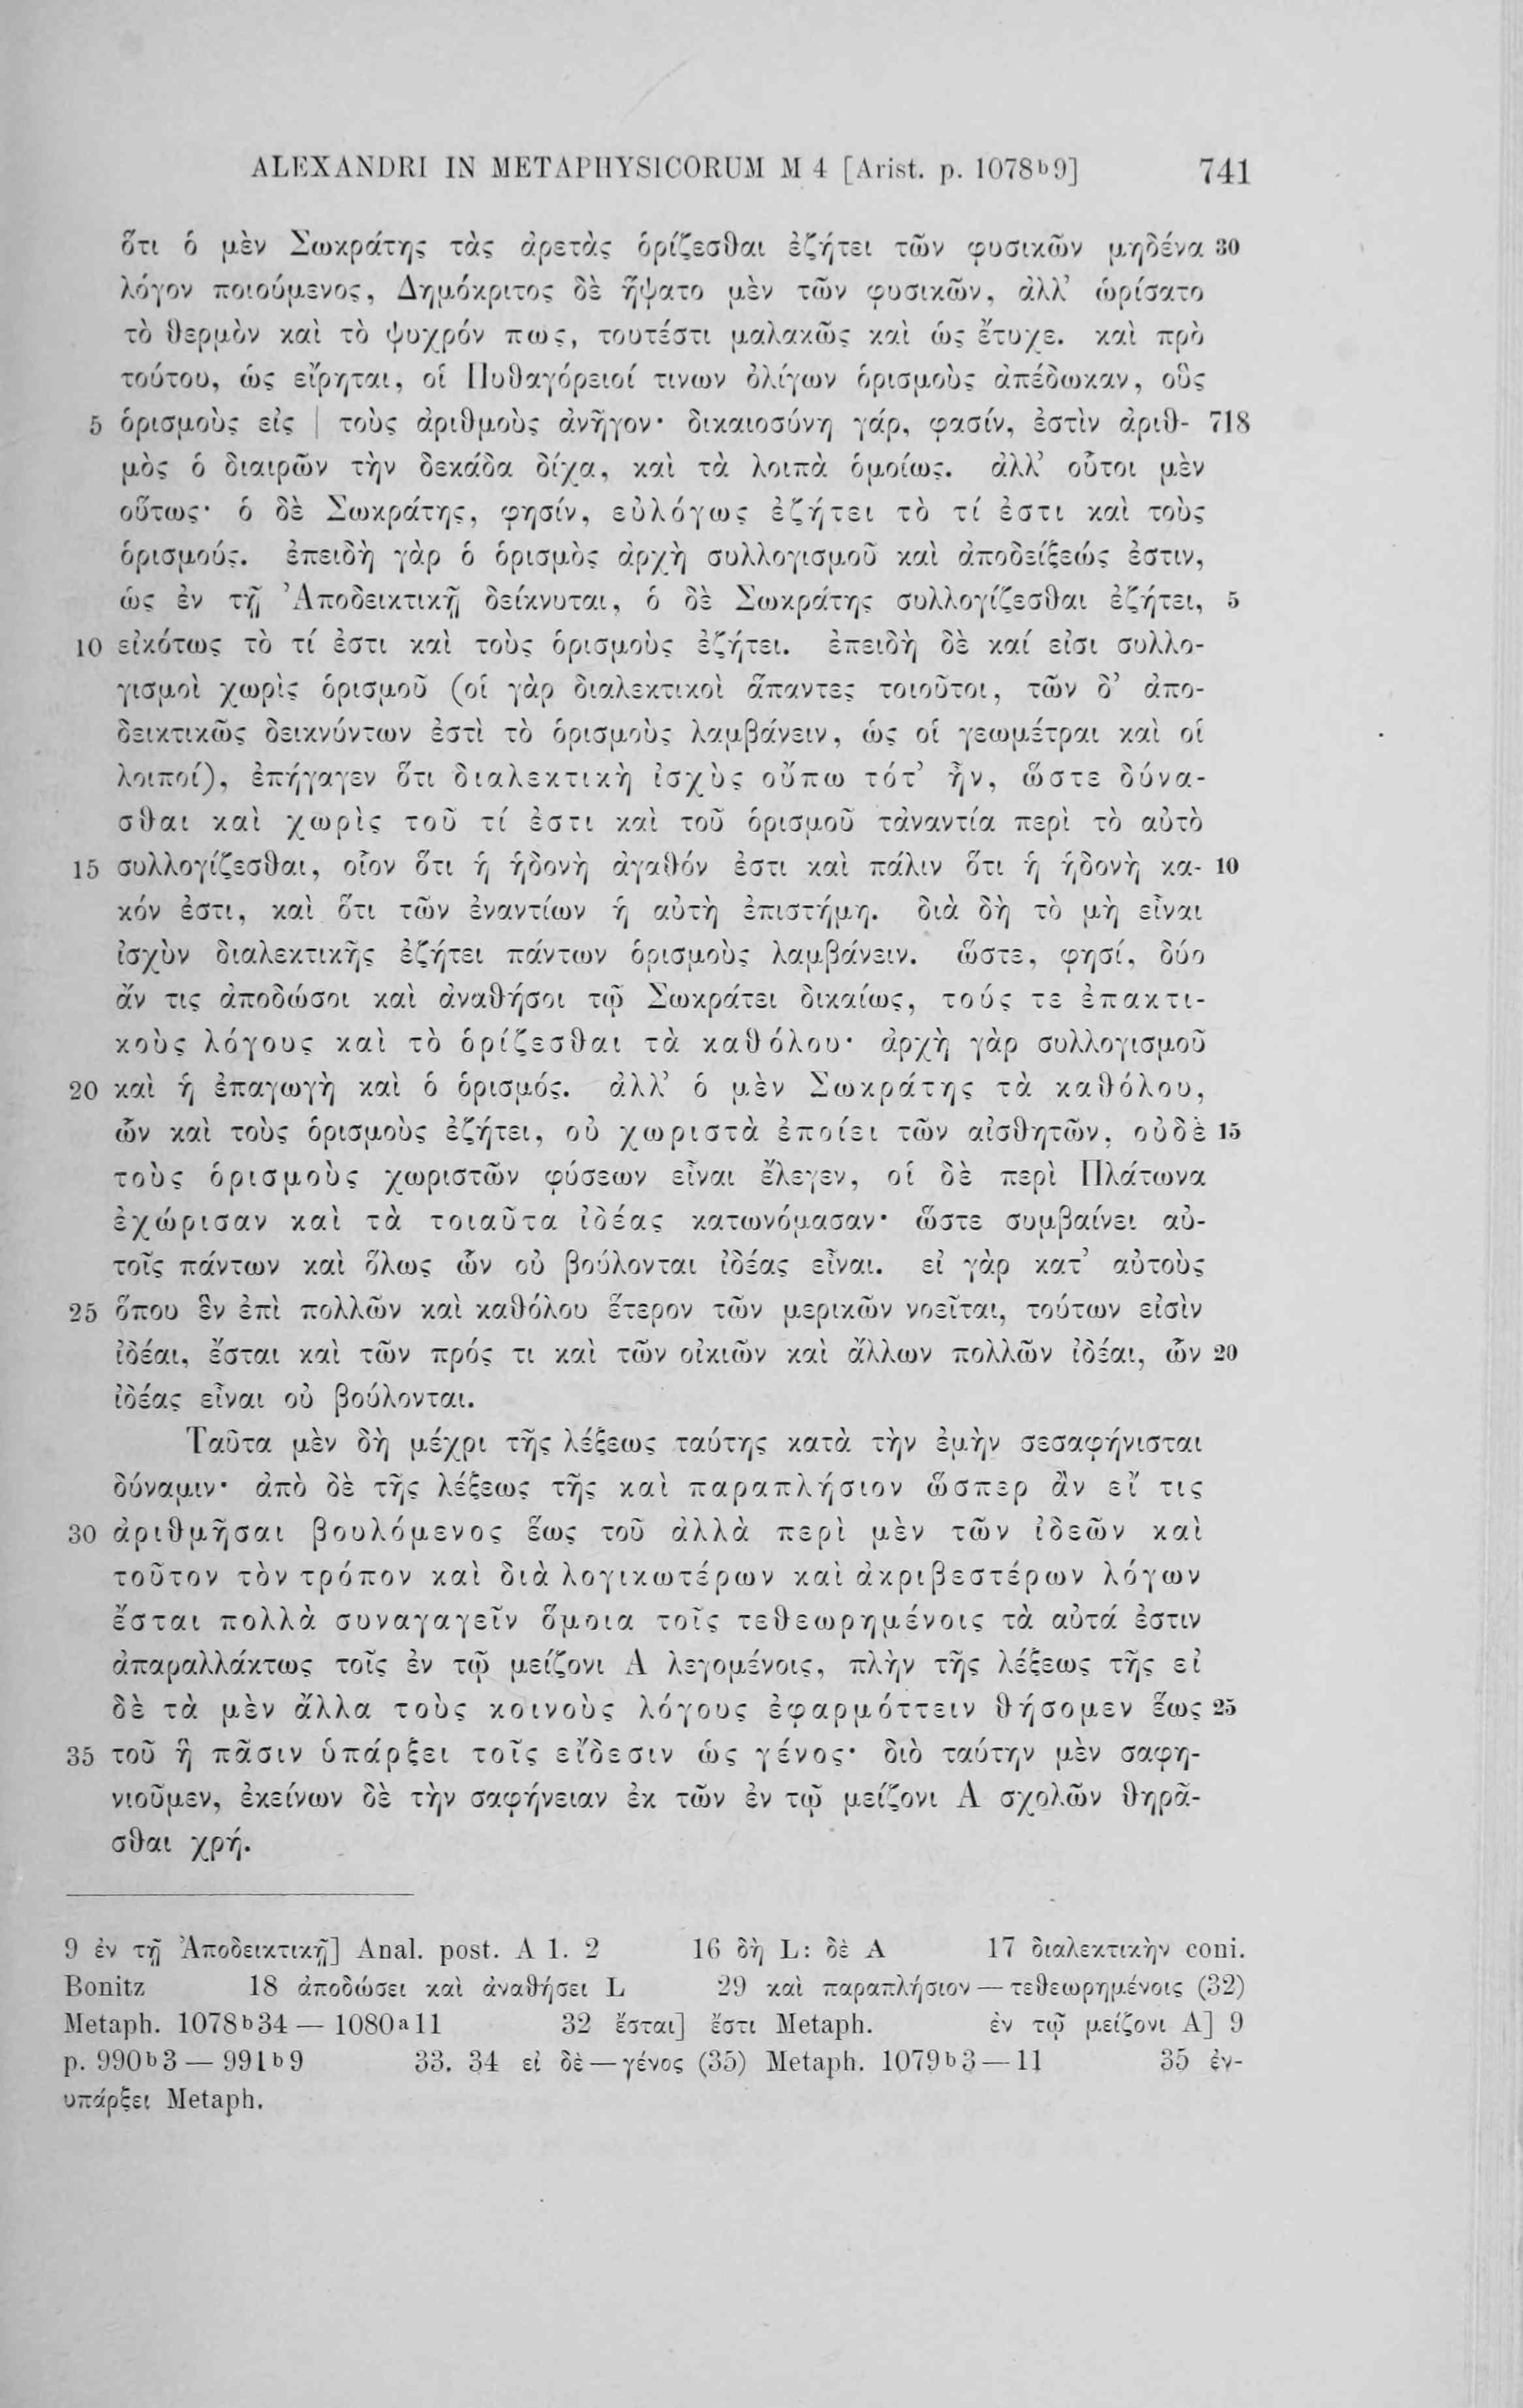 ALEXANDRI IN METAPHYSICORUM M 4 [Arist. p. 1078b9] 741
ὅτι ὁ μὲν Σωκράτης τὰς ἀρετὰς ὁρίζεσθαι ἐζήτει τῶν φυσικῶν μηδένα 30
λόγον ποιούμενος, Δημόκριτος δὲ ἥψατο μὲν τῶν φυσικῶν, ἀλλ’ ὡρίσατο
τὸ θερμὸν καὶ τὸ ψυχρόν πως, τουτέστι μαλακῶς καὶ ὡς ἔτυχε. καὶ πρὸ
τούτου, ὡς εἴρηται, οἱ Πυθαγόρειοί τινων ὀλίγων ὁρισμοὺς ἀπέδωκαν, οὓς
5 ὁρισμοὺς εἰς | τοὺς ἀριθμοὺς ἀνῆγον· δικαιοσύνη γάρ, φασίν, ἐστὶν ἀριθ- 718
μὸς ὁ διαιρῶν τὴν δεκάδα δίχα, καὶ τὰ λοιπὰ ὁμοίως. ἀλλ’ οὗτοι μὲν
οὕτως· ὁ δὲ Σωκράτης, φησίν, εὐλόγως ἐζήτει τὸ τί ἐστι καὶ τοὺς
ὁρισμούς. ἐπειδὴ γὰρ ὁ ὁρισμὸς ἀρχὴ συλλογισμοῦ καὶ ἀποδείξεώς ἐστιν,
ὡς ἐν τῇ Ἀποδεικτικῇ δείκνυται, ὁ δὲ Σωκράτης συλλογίζεσθαι ἐζήτει, 5
10 εἰκότως τὸ τί ἐστι καὶ τοὺς ὁρισμοὺς ἐζήτει. ἐπειδὴ δὲ καί εἰσι συλλο-
γισμοὶ χωρὶς ὁρισμοῦ (οἱ γὰρ διαλεκτικοὶ ἅπαντες τοιοῦτοι, τῶν δ’ ἀπο-
δεικτικῶς δεικνύντων ἐστὶ τὸ ὁρισμοὺς λαμβάνειν, ὡς οἱ γεωμέτραι καὶ οἱ
λοιποί), ἐπήγαγεν ὅτι διαλεκτικὴ ἰσχὺς οὔπω τότ’ ἦν, ὥστε δύνα-
σθαι καὶ χωρὶς τοῦ τί ἐστι καὶ τοῦ ὁρισμοῦ τἀναντία περὶ τὸ αὐτὸ
15 συλλογίζεσθαι, οἷον ὅτι ἡ ἡδονὴ ἀγαθόν ἐστι καὶ πάλιν ὅτι ἡ ἡδονὴ κα- 10
κόν ἐστι, καὶ ὅτι τῶν ἐναντίων ἡ αὐτὴ ἐπιστήμη. διὰ δὴ τὸ μὴ εἶναι
ἰσχὺν διαλεκτικῆς ἐζήτει πάντων ὁρισμοὺς λαμβάνειν. ὥστε, φησί, δύο
ἄν τις ἀποδώσοι καὶ ἀναθήσοι τῷ Σωκράτει δικαίως, τούς τε ἐπακτι-
κοὺς λόγους καὶ τὸ ὁρίζεσθαι τὰ καθόλου· ἀρχὴ γὰρ συλλογισμοῦ
20 καὶ ἡ ἐπαγωγὴ καὶ ὁ ὁρισμός. ἀλλ’ ὁ μὲν Σωκράτης τὰ καθόλου,
ὧν καὶ τοὺς ὁρισμοὺς ἐζήτει, οὐ χωριστὰ ἐποίει τῶν αἰσθητῶν, οὐδὲ 15
τοὺς ὁρισμοὺς χωριστῶν φύσεων εἶναι ἔλεγεν, οἱ δὲ περὶ Πλάτωνα
ἐχώρισαν καὶ τὰ τοιαῦτα ἰδέας κατωνόμασαν· ὥστε συμβαίνει αὐ-
τοῖς πάντων καὶ ὅλως ὧν οὐ βούλονται ἰδέας εἶναι. εἰ γὰρ κατ’ αὐτοὺς
25 ὅπου ἓν ἐπὶ πολλῶν καὶ καθόλου ἕτερον τῶν μερικῶν νοεῖται, τούτων εἰσὶν
ἰδέαι, ἔσται καὶ τῶν πρός τι καὶ τῶν οἰκιῶν καὶ ἄλλων πολλῶν ἰδέαι, ὧν 20
ἰδέας εἶναι οὐ βούλονται.
Ταῦτα μὲν δὴ μέχρι τῆς λέξεως ταύτης κατὰ τὴν ἐμὴν σεσαφήνισται
δύναμιν· ἀπὸ δὲ τῆς λέξεως τῆς καὶ παραπλήσιον ὥσπερ ἂν εἴ τις
30 ἀριθμῆσαι βουλόμενος ἕως τοῦ ἀλλὰ περὶ μὲν τῶν ἰδεῶν καὶ
τοῦτον τὸν τρόπον καὶ διὰ λογικωτέρων καὶ ἀκριβεστέρων λόγων
ἔσται πολλὰ συναγαγεῖν ὅμοια τοῖς τεθεωρημένοις τὰ αὐτά ἐστιν
ἀπαραλλάκτως τοῖς ἐν τῷ μείζονι Α λεγομένοις, πλὴν τῆς λέξεως τῆς εἰ
δὲ τὰ μὲν ἄλλα τοὺς κοινοὺς λόγους ἐφαρμόττειν θήσομεν ἕως 25
35 τοῦ ἢ πᾶσιν ὑπάρξει τοῖς εἴδεσιν ὡς γένος· διὸ ταύτην μὲν σαφη-
νιοῦμεν, ἐκείνων δὲ τὴν σαφήνειαν ἐκ τῶν ἐν τῷ μείζονι Α σχολῶν θηρᾶ-
σθαι χρή.
9 ἐν τῇ Ἀποδεικτικῇ] Anal. post. A 1. 2 16 δὴ L: δὲ A 17 διαλεκτικὴν coni.
Bonitz 18 ἀποδώσει καὶ ἀναθήσει L 29 καὶ παραπλήσιον — τεθεωρημένοις (32)
Metaph. 1078b34 — 1080a11 32 ἔσται] ἔστι Metaph. ἐν τῷ μείζονι A] 9
p. 990b3 — 991b9 33. 34 εἰ δὲ — γένος (35) Metaph. 1079b3 — 11 35 ἐν-
υπάρξει Metaph.